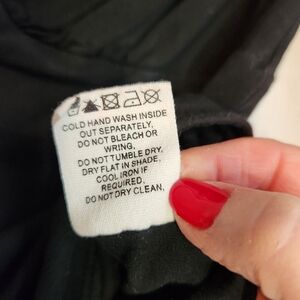 COLD HAND WASH INSIDE
OUT SEPARATELY.
DO NOT BLEACH OR
WRING.
DO NOT TUMBLE DRY.
DRY FLAT IN SHADE.
COOL IRON IF
REQUIRED.
DO NOT DRY CLEAN.